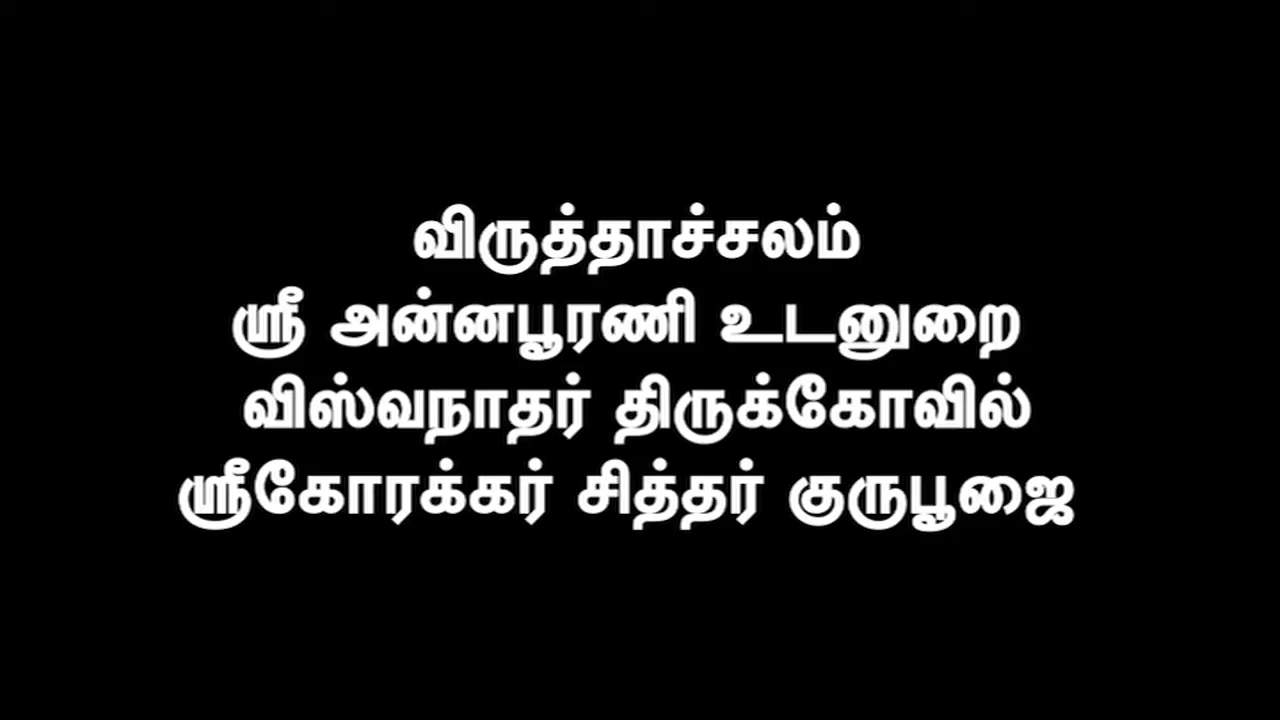 விருத்தாச்சலம்
ஸ்ரீ அன்னபூரணி உடனுறை
விஸ்வநாதர் திருக்கோவில்
ஸ்ரீகோரக்கர் சித்தர் குருபூஜை